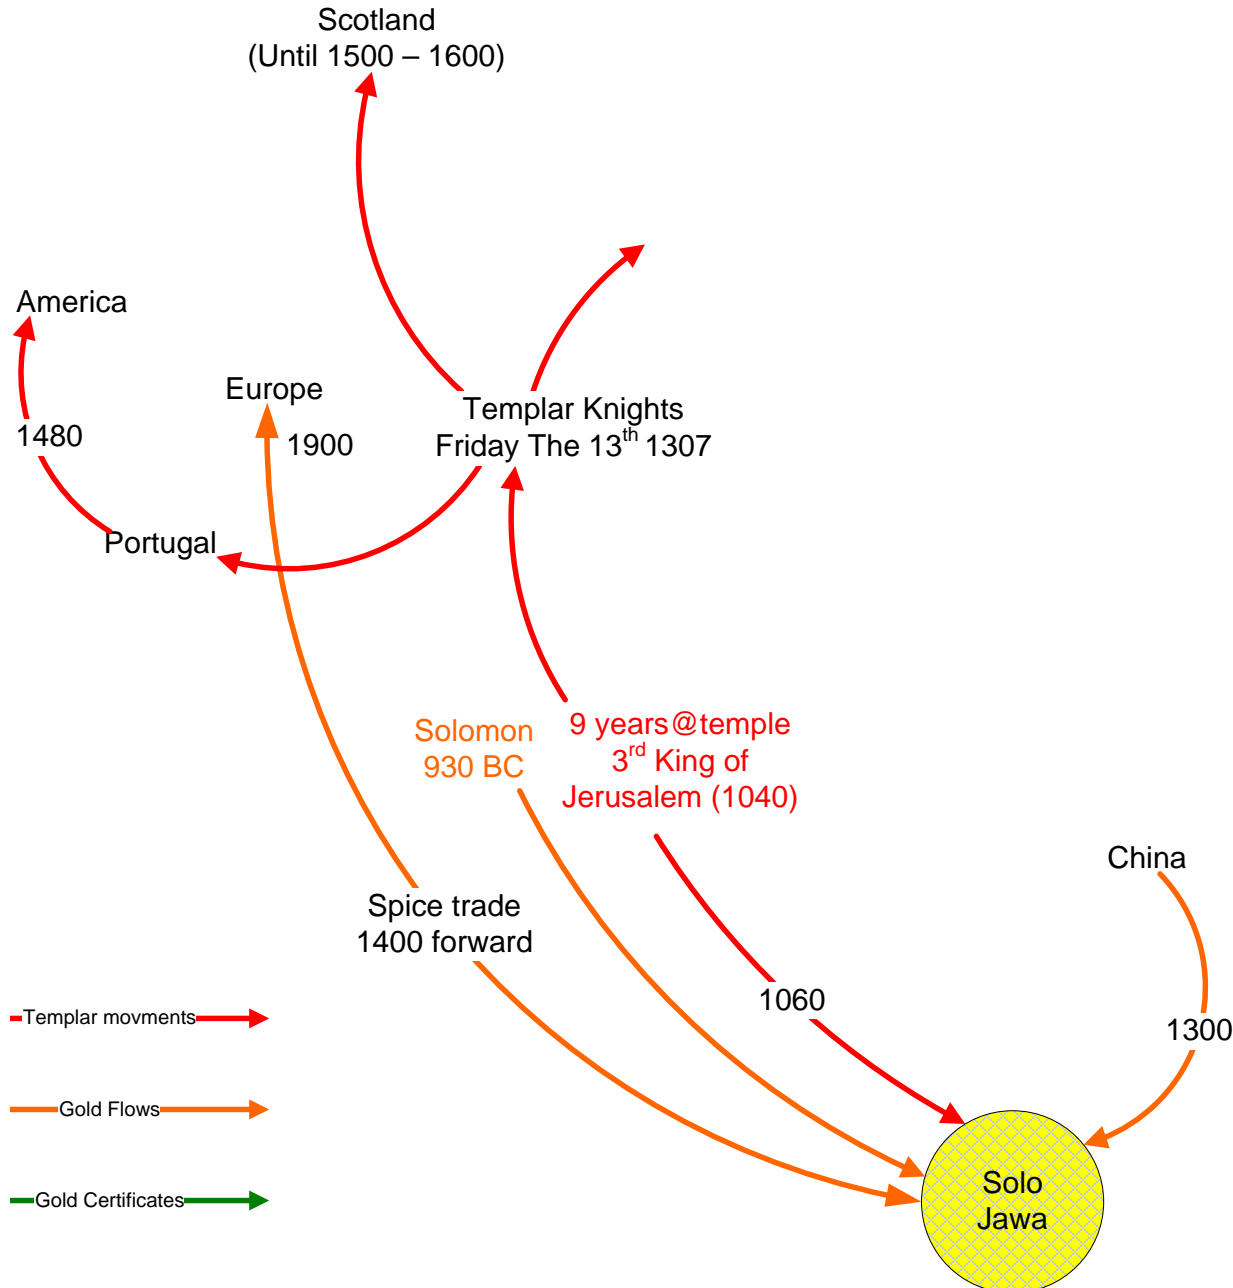 Scotland
(Until 1500 – 1600)
America
Europe
1480
1900
Templar Knights
Friday The 13th 1307
Portugal
Solomon
930 BC
9 years@temple
3rd King of
Jerusalem (1040)
China
Spice trade
1400 forward
1060
1300
Templar movments
Gold Flows
Gold Certificates
Solo
Jawa